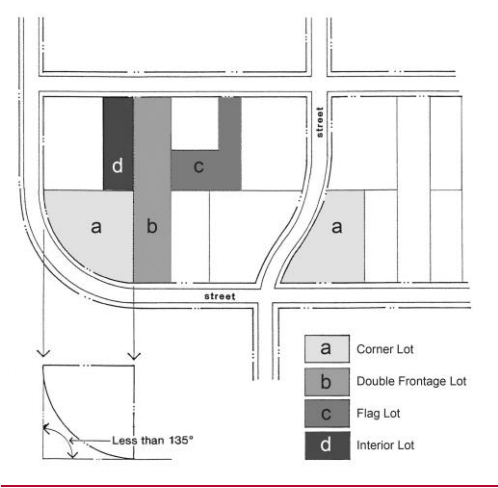 street
d
c
a
b
a
street
Less than 135°
a Corner Lot
b Double Frontage Lot
c Flag Lot
d Interior Lot